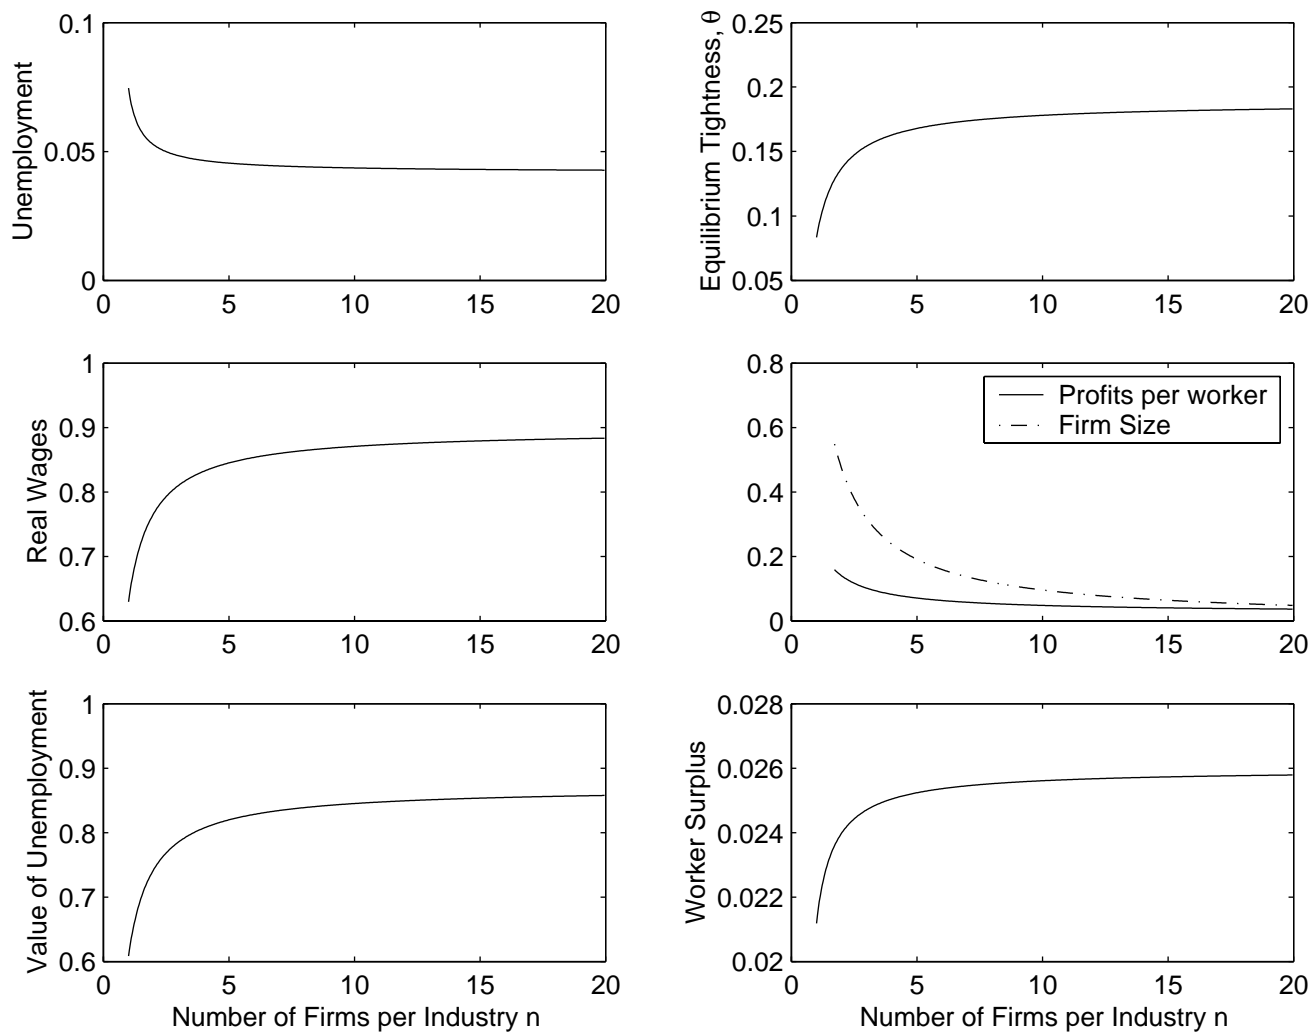 0.1
0.05
0
Unemployment
0 5 10 15 20
0.25
0.2
0.15
0.1
0.05
Equilibrium Tightness, θ
0 5 10 15 20
1
0.9
0.8
0.7
0.6
Real Wages
0 5 10 15 20
0.8
0.6
0.4
0.2
0
Profits per worker
Firm Size
0 5 10 15 20
1
0.9
0.8
0.7
0.6
Value of Unemployment
0 5 10 15 20
Number of Firms per Industry n
0.028
0.026
0.024
0.022
0.02
Worker Surplus
0 5 10 15 20
Number of Firms per Industry n